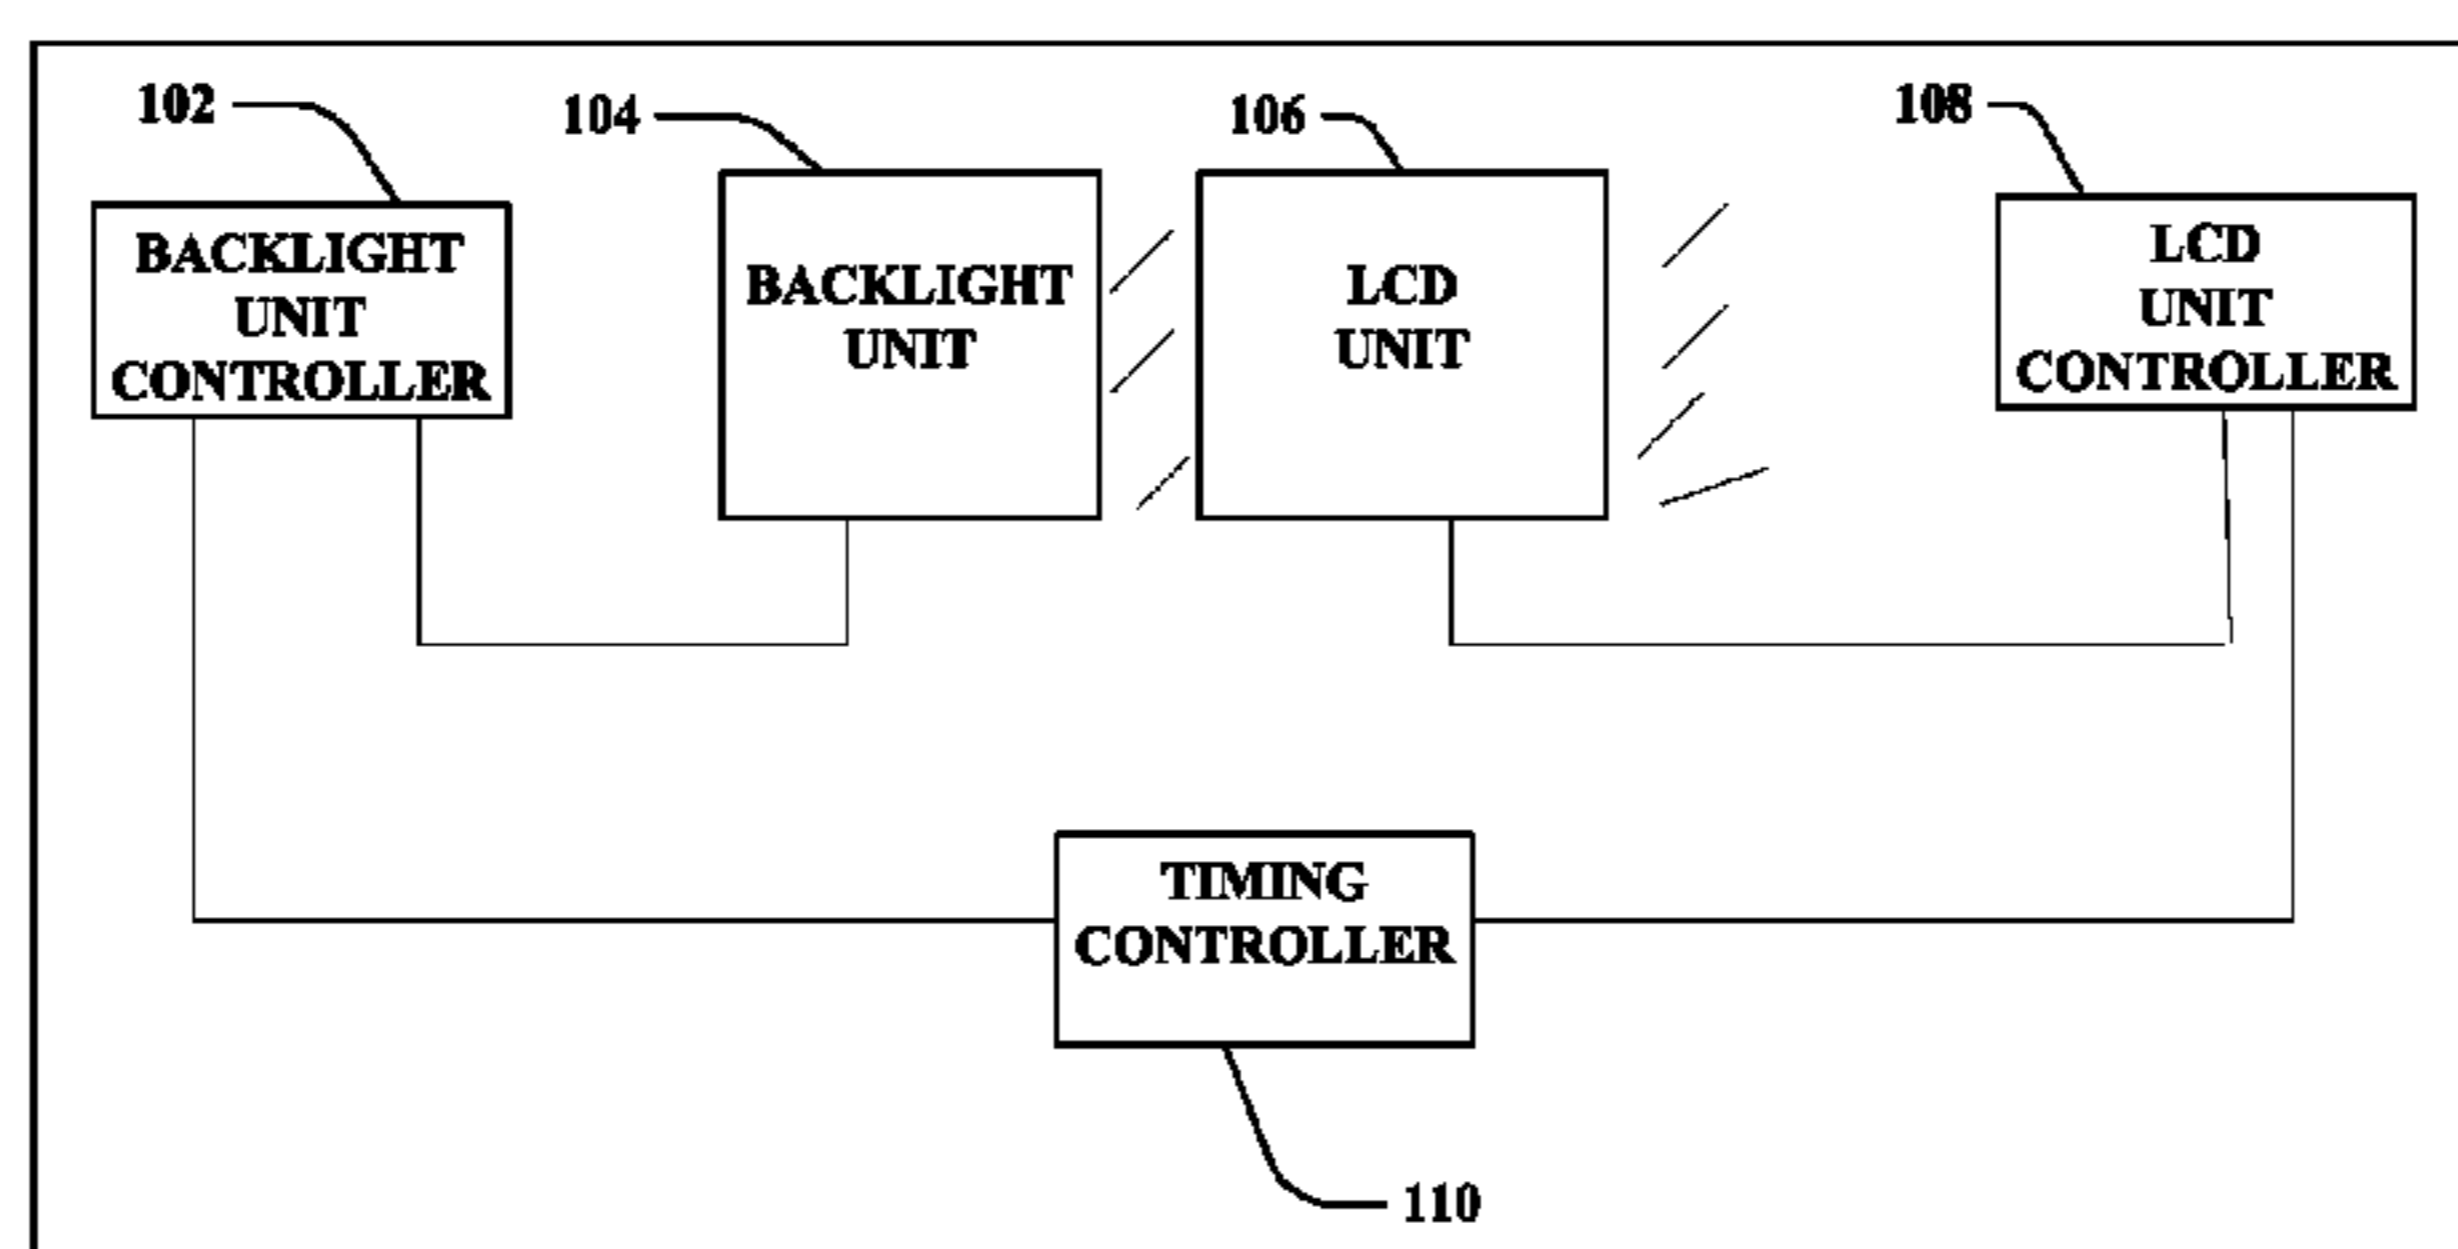 102
104
106
108
BACKLIGHT
UNIT
CONTROLLER
BACKLIGHT
UNIT
LCD
UNIT
LCD
UNIT
CONTROLLER
TIMING
CONTROLLER
110